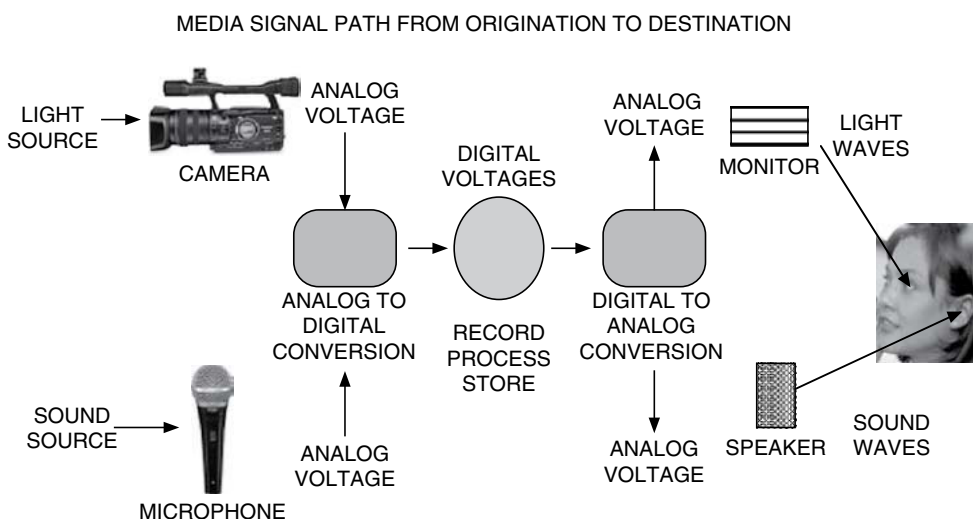 MEDIA SIGNAL PATH FROM ORIGINATION TO DESTINATION
LIGHT
SOURCE
CAMERA
ANALOG
VOLTAGE
DIGITAL
VOLTAGES
ANALOG
VOLTAGE
MONITOR
LIGHT
WAVES
ANALOG TO
DIGITAL
CONVERSION
RECORD
PROCESS
STORE
DIGITAL TO
ANALOG
CONVERSION
SOUND
SOURCE
MICROPHONE
ANALOG
VOLTAGE
ANALOG
VOLTAGE
SPEAKER
SOUND
WAVES